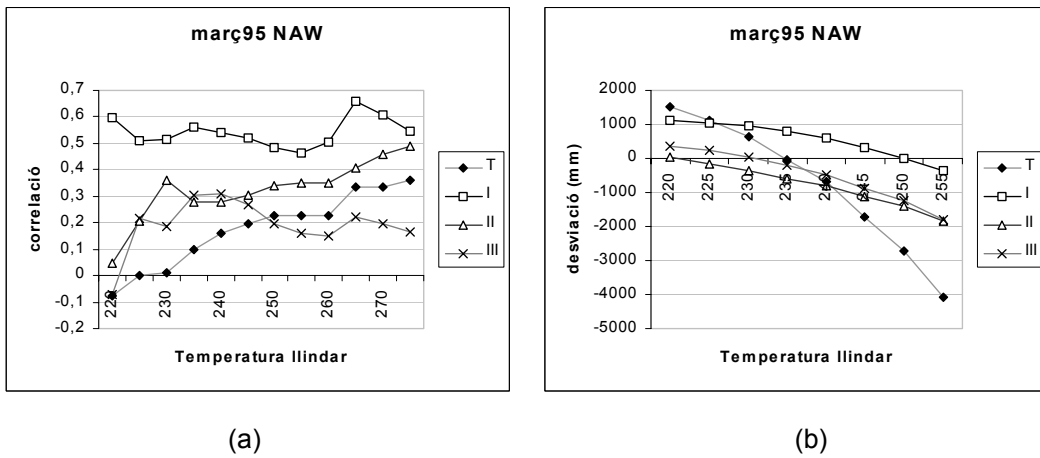 març95 NAW
0,7
0,6
0,5
0,4
0,3
0,2
0,1
0
-0,1
-0,2
correlació
220
230
240
250
260
270
Temperatura llindar
T
I
II
III
(a)
març95 NAW
2000
1000
0
-1000
-2000
-3000
-4000
-5000
desviació (mm)
220
225
230
235
240
245
250
255
Temperatura llindar
T
I
II
III
(b)